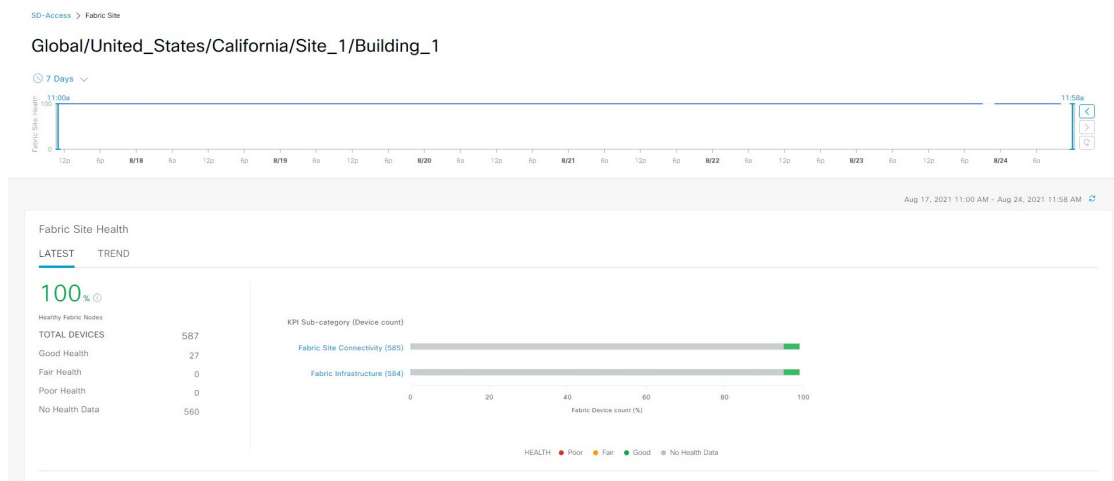 SD-Access > Fabric Site
Global/United_States/California/Site_1/Building_1
7 Days
11:00a 11:58a
Fabric Site Health
100
0
12p 6p 8/18 6a 12p 6p 8/19 6a 12p 6p 8/20 6a 12p 6p 8/21 6a 12p 6p 8/22 6a 12p 6p 8/23 6a 12p 6p 8/24 6a
Aug 17, 2021 11:00 AM - Aug 24, 2021 11:58 AM
Fabric Site Health
LATEST TREND
100%
Healthy Fabric Nodes
TOTAL DEVICES 587
Good Health 27
Fair Health 0
Poor Health 0
No Health Data 560
KPI Sub-category (Device count)
Fabric Site Connectivity (585)
Fabric Infrastructure (584)
0 20 40 60 80 100
Fabric Device count (%)
HEALTH Poor Fair Good No Health Data